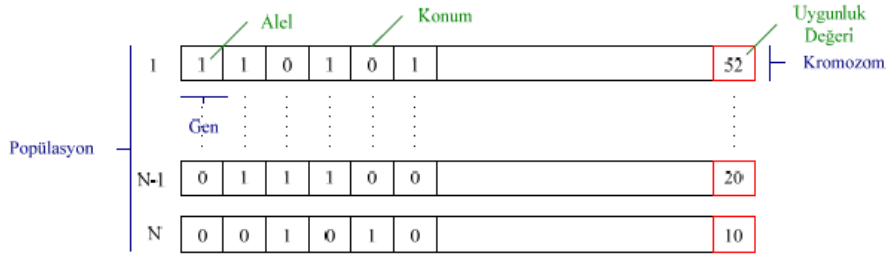 Alel
Konum
Uygunluk
Değeri
1 1 1 0 1 0 1 52
Kromozom
Gen
Popülasyon
N-1 0 1 1 1 0 0 20
N 0 0 1 0 1 0 10